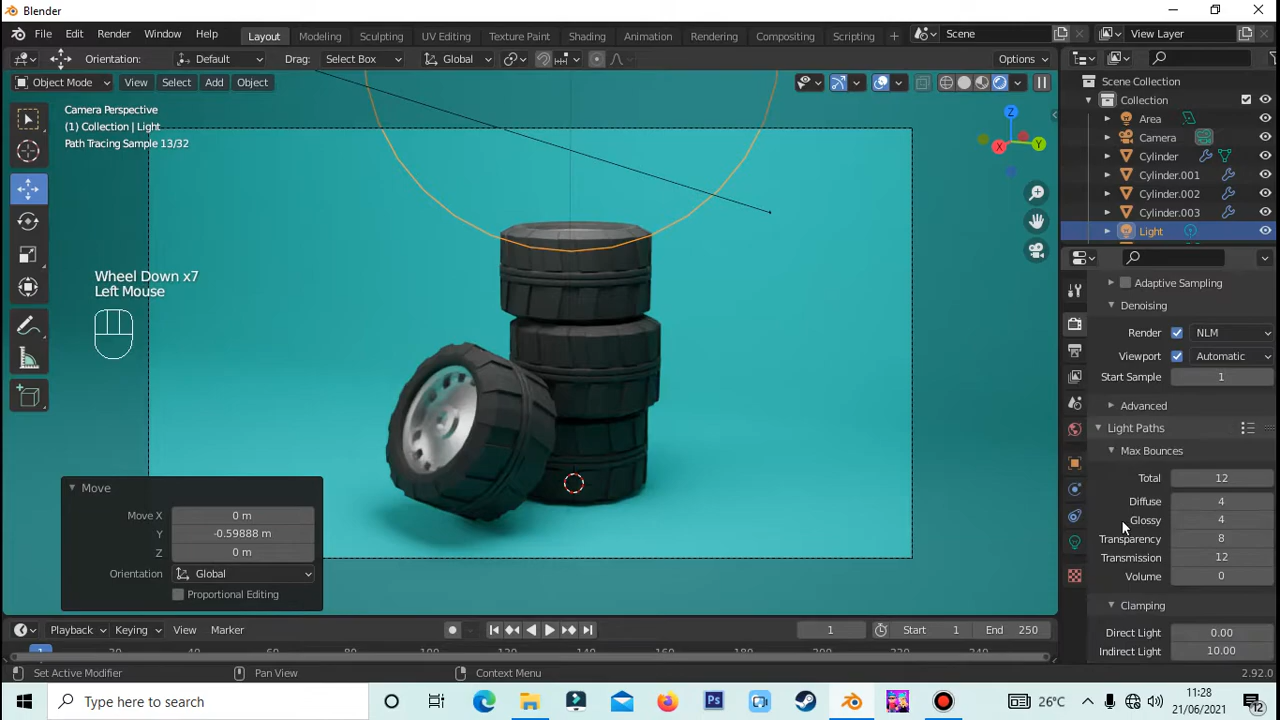 Blender
File Edit Render Window Help Layout Modeling Sculpting UV Editing Texture Paint Shading Animation Rendering Compositing Scripting + Scene View Layer
Orientation: Default Drag: Select Box Global Options
Object Mode View Select Add Object
Camera Perspective
(1) Collection | Light
Path Tracing Sample 13/32
Z
X
Y
Wheel Down x7
Left Mouse
Move
Move X 0 m
Y -0.59888 m
Z 0 m
Orientation Global
Proportional Editing
Scene Collection
Collection
Area
Camera
Cylinder
Cylinder.001
Cylinder.002
Cylinder.003
Light
Adaptive Sampling
Denoising
Render NLM
Viewport Automatic
Start Sample 1
Advanced
Light Paths
Max Bounces
Total 12
Diffuse 4
Glossy 4
Transparency 8
Transmission 12
Volume 0
Clamping
Direct Light 0.00
Indirect Light 10.00
Playback Keying View Marker 1 Start 1 End 250
Set Active Modifier Pan View Context Menu 2.92.0
Type here to search Ps 26°C 11:28
21/06/2021